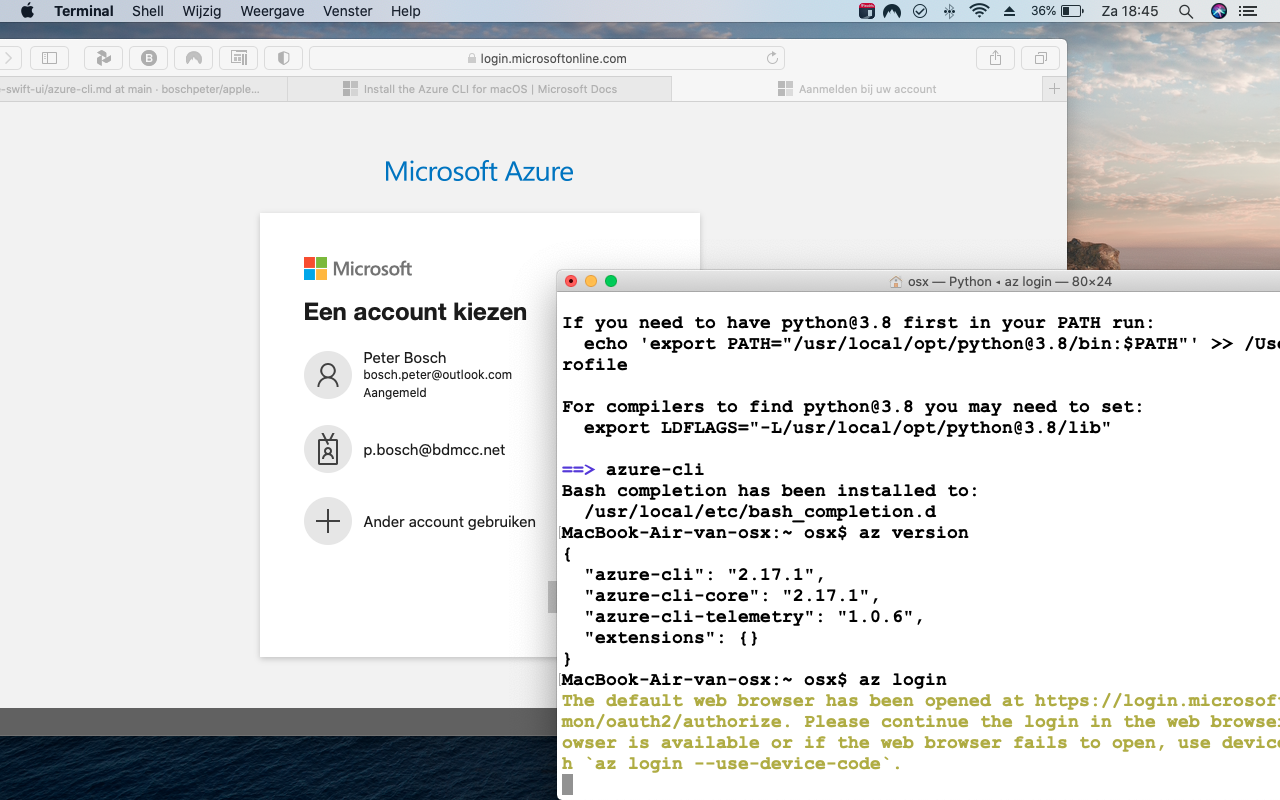 Terminal Shell Wijzig Weergave Venster Help 36% Za 18:45
login.microsoftonline.com
-swift-ui/azure-cli.md at main · boschpeter/apple... Install the Azure CLI for macOS | Microsoft Docs Aanmelden bij uw account
Microsoft Azure
Microsoft
Een account kiezen
Peter Bosch
bosch.peter@outlook.com
Aangemeld
p.bosch@bdmcc.net
Ander account gebruiken
osx — Python ◂ az login — 80×24
If you need to have python@3.8 first in your PATH run:
echo 'export PATH="/usr/local/opt/python@3.8/bin:$PATH"' >> /Use
rofile
For compilers to find python@3.8 you may need to set:
export LDFLAGS="-L/usr/local/opt/python@3.8/lib"
==> azure-cli
Bash completion has been installed to:
/usr/local/etc/bash_completion.d
MacBook-Air-van-osx:~ osx$ az version
{
"azure-cli": "2.17.1",
"azure-cli-core": "2.17.1",
"azure-cli-telemetry": "1.0.6",
"extensions": {}
}
MacBook-Air-van-osx:~ osx$ az login
The default web browser has been opened at https://login.microsoft
mon/oauth2/authorize. Please continue the login in the web browser
owser is available or if the web browser fails to open, use device
h `az login --use-device-code`.